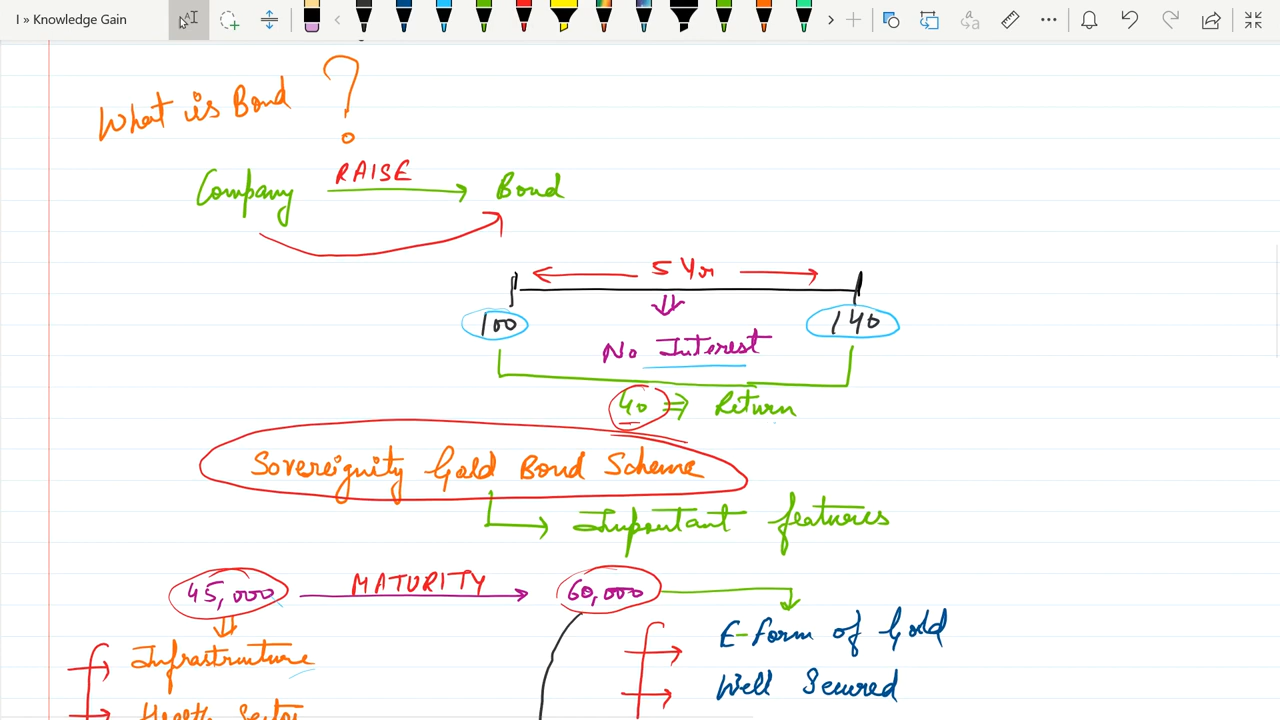 I » Knowledge Gain
What is Bond ?
Company RAISE Bond
5 Yr
100 140
No Interest
40 ⇒ Return
Sovereignity Gold Bond Scheme
Important features
45,000 MATURITY 60,000
E-form of Gold
Infrastructure
Well Secured
Health Sector